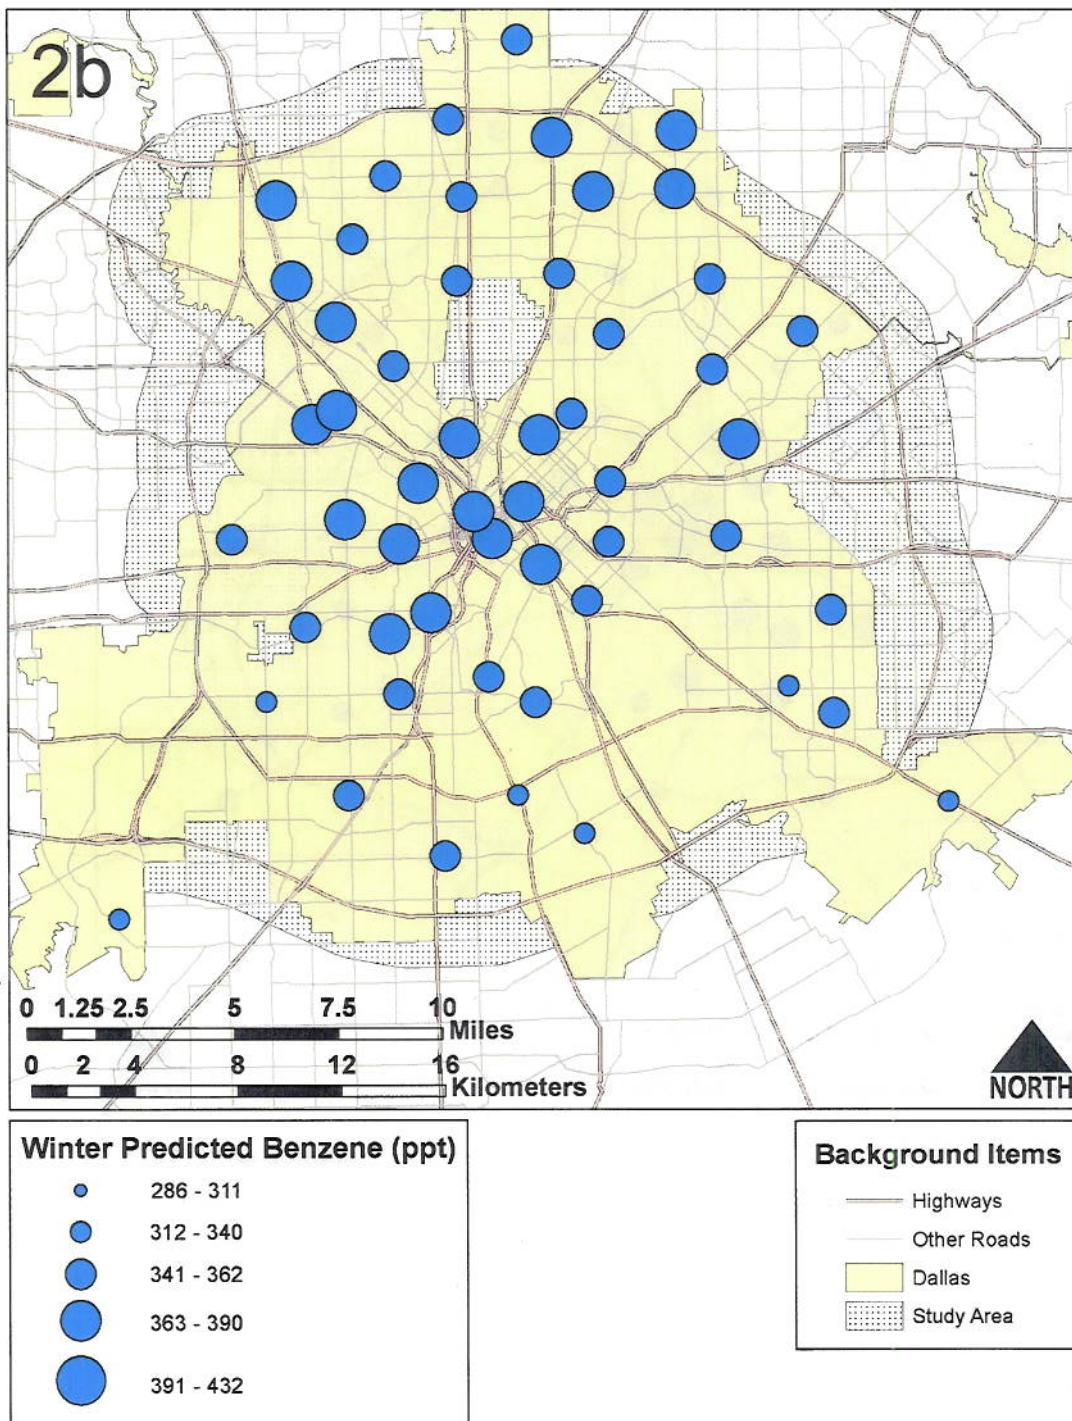 2b
0 1.25 2.5 5 7.5 10
Miles
0 2 4 8 12 16
Kilometers
NORTH
Winter Predicted Benzene (ppt)
286 - 311
312 - 340
341 - 362
363 - 390
391 - 432
Background Items
Highways
Other Roads
Dallas
Study Area